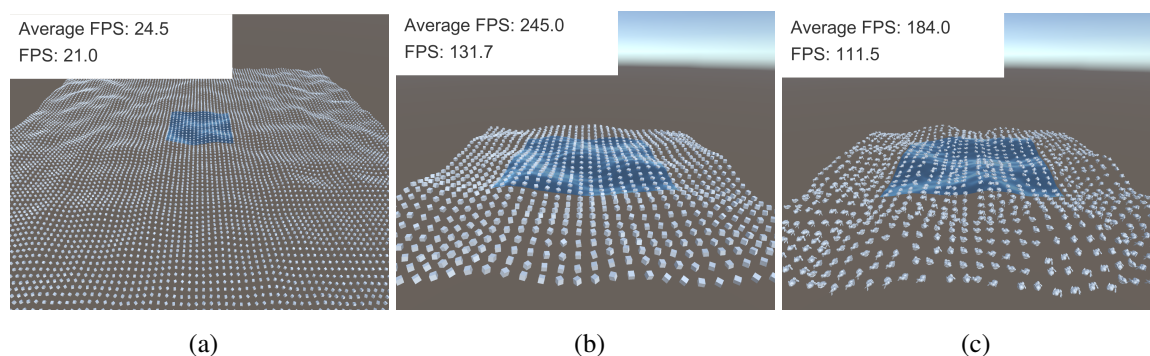 Average FPS: 24.5
FPS: 21.0
Average FPS: 245.0
FPS: 131.7
Average FPS: 184.0
FPS: 111.5
(a)
(b)
(c)